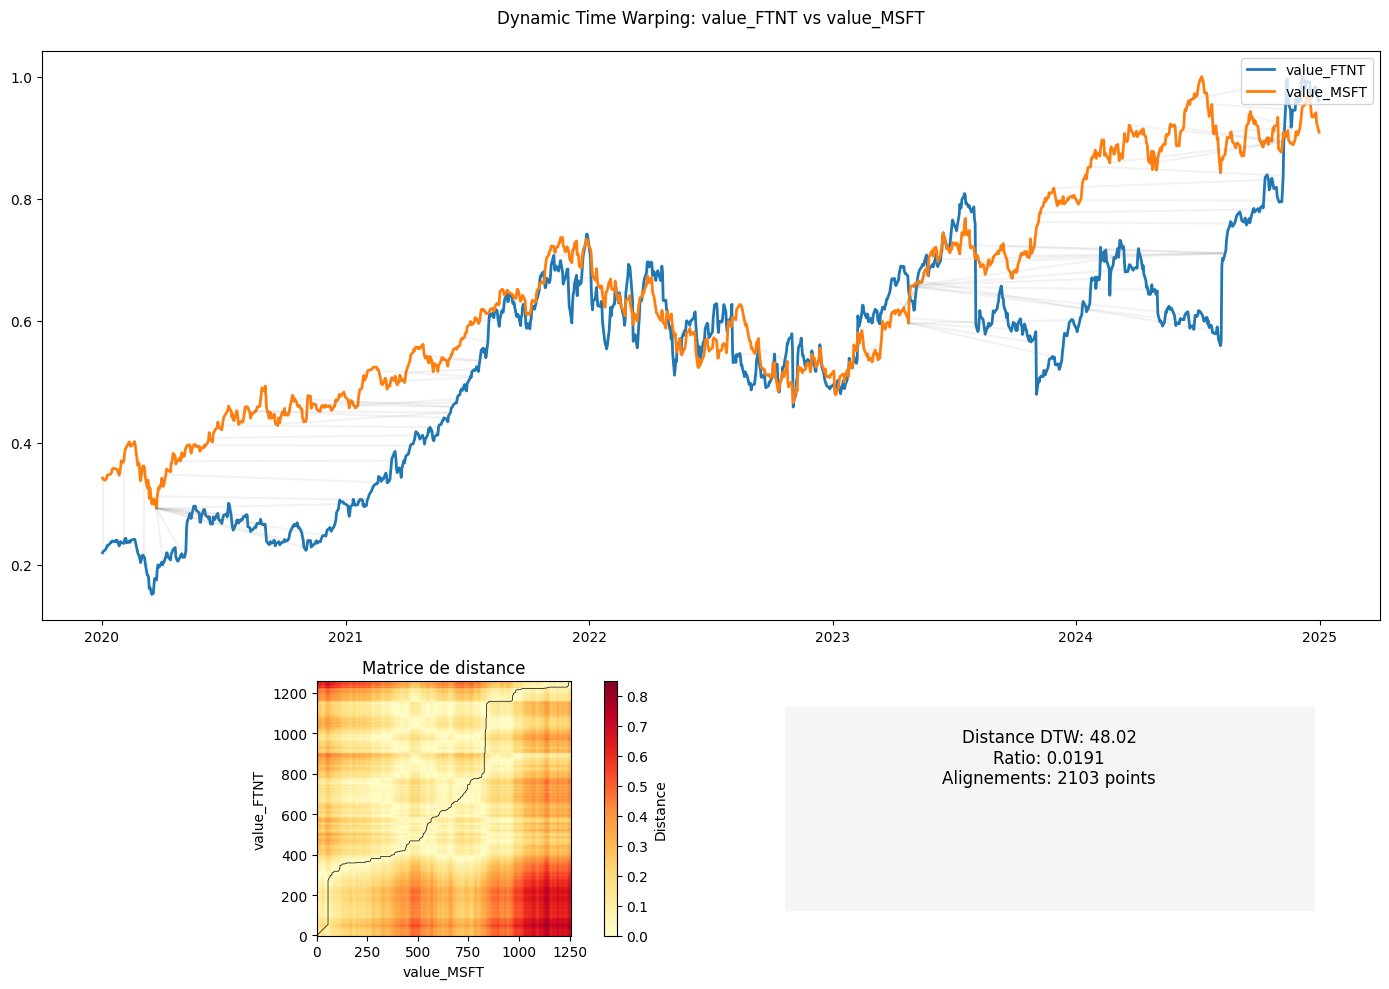 Dynamic Time Warping: value_FTNT vs value_MSFT
value_FTNT
value_MSFT
1.0
0.8
0.6
0.4
0.2
2020 2021 2022 2023 2024 2025
Matrice de distance
value_FTNT
1200
1000
800
600
400
200
0
0 250 500 750 1000 1250
value_MSFT
0.8
0.7
0.6
0.5
0.4
0.3
0.2
0.1
0.0
Distance
Distance DTW: 48.02
Ratio: 0.0191
Alignements: 2103 points